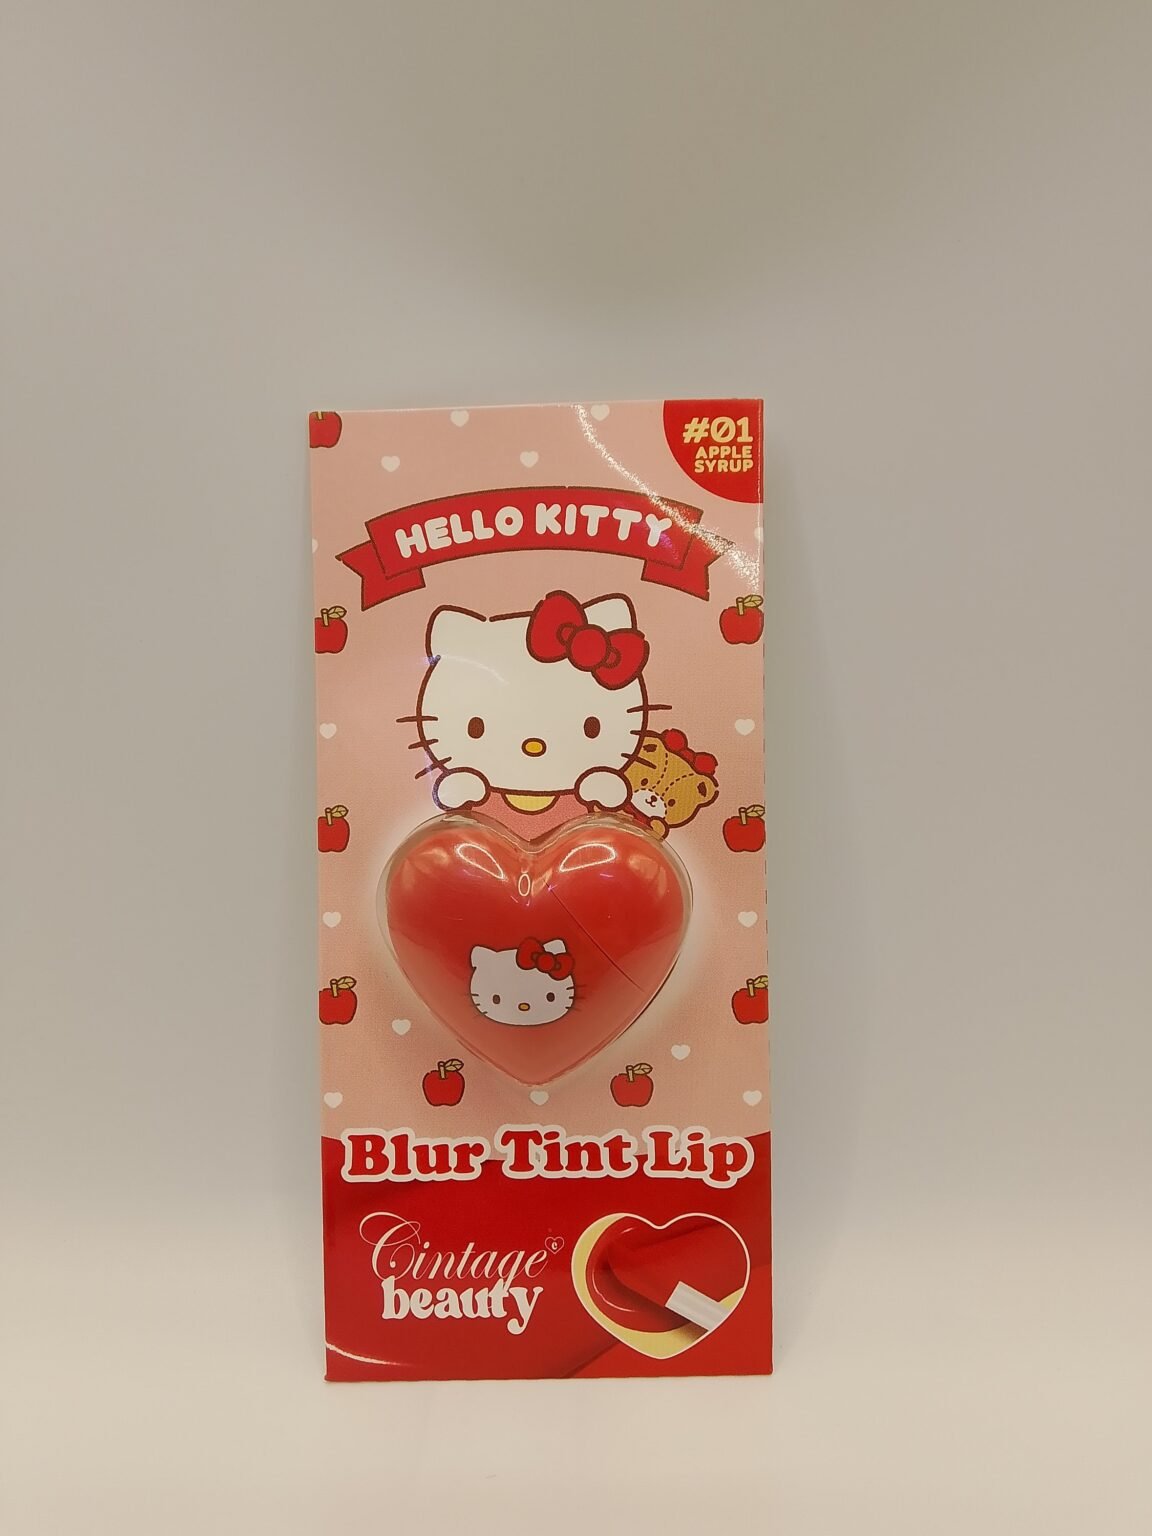 #01
APPLE
SYRUP
HELLO KITTY
Blur Tint Lip
Cintage
beauty